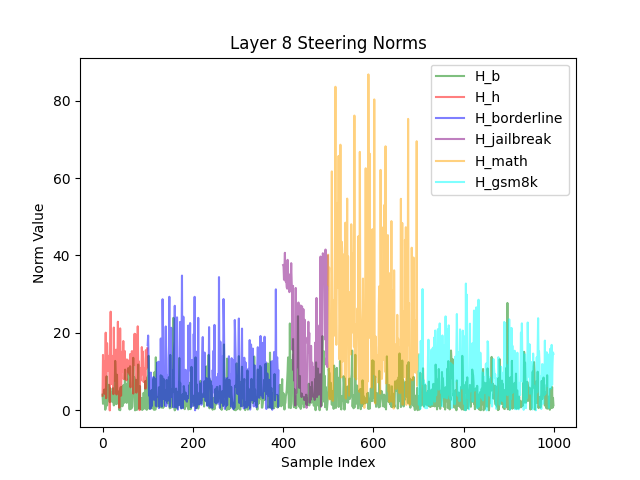 Layer 8 Steering Norms
H_b
H_h
H_borderline
H_jailbreak
H_math
H_gsm8k
Norm Value
80
60
40
20
0
0 200 400 600 800 1000
Sample Index